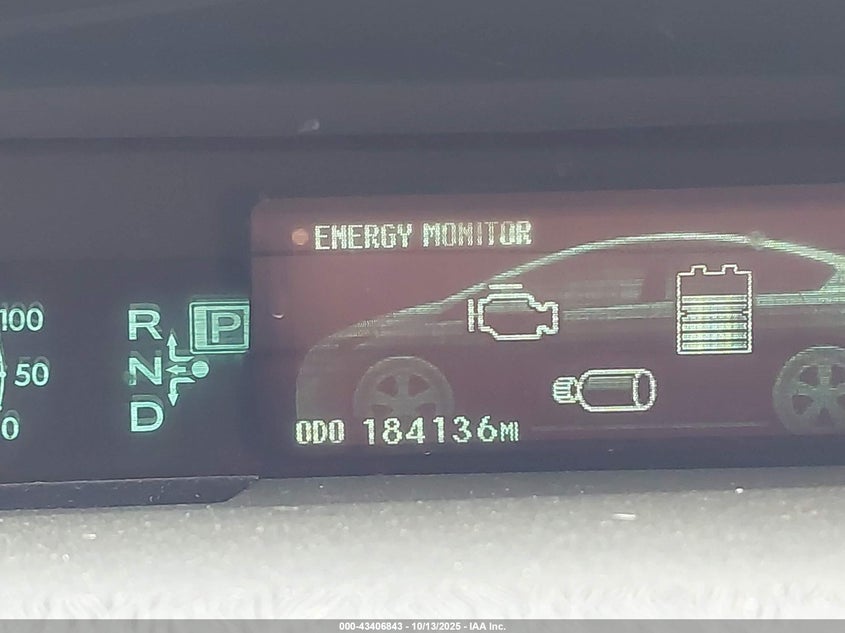 ENERGY MONITOR
100
50
0
R
P
N
D
ODO 184136MI
000-43406843 - 10/13/2025 - IAA Inc.